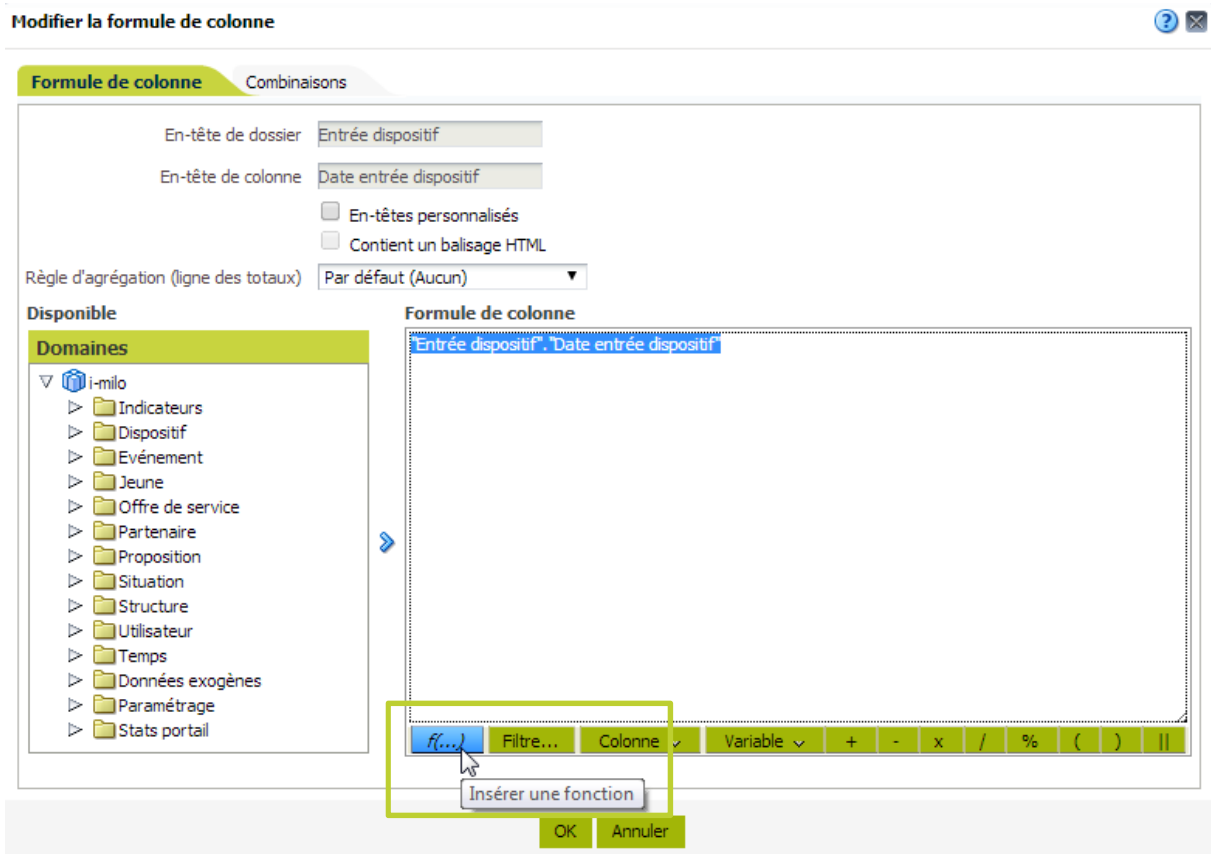 Modifier la formule de colonne
Formule de colonne Combinaisons
En-tête de dossier Entrée dispositif
En-tête de colonne Date entrée dispositif
En-têtes personnalisés
Contient un balisage HTML
Règle d'agrégation (ligne des totaux) Par défaut (Aucun)
Disponible
Domaines
i-milo
Indicateurs
Dispositif
Evénement
Jeune
Offre de service
Partenaire
Proposition
Situation
Structure
Utilisateur
Temps
Données exogènes
Paramétrage
Stats portail
Formule de colonne
"Entrée dispositif"."Date entrée dispositif"
f(...) Filtre... Colonne Variable + - x / % ( ) ||
Insérer une fonction
OK Annuler